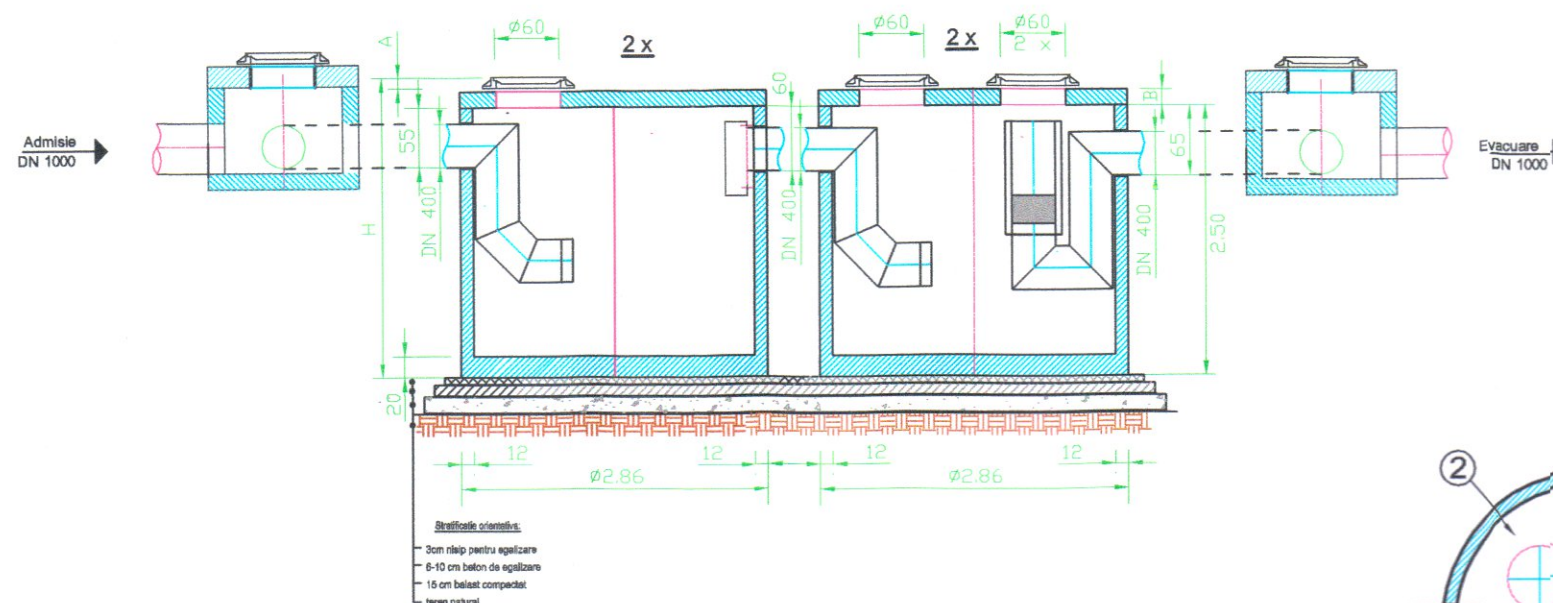 Admisie
DN 1000
A
H
55
20
DN 400
Ø60
2 x
60
DN 400
Ø60
2 x
Ø60
2 x
B
65
DN 400
2.50
Evacuare
DN 1000
12
12
12
12
Ø2.86
Ø2.86
Stratificatie orientativa:
3cm nisip pentru egalizare
6-10 cm beton de egalizare
15 cm balast compactat
teren natural
2